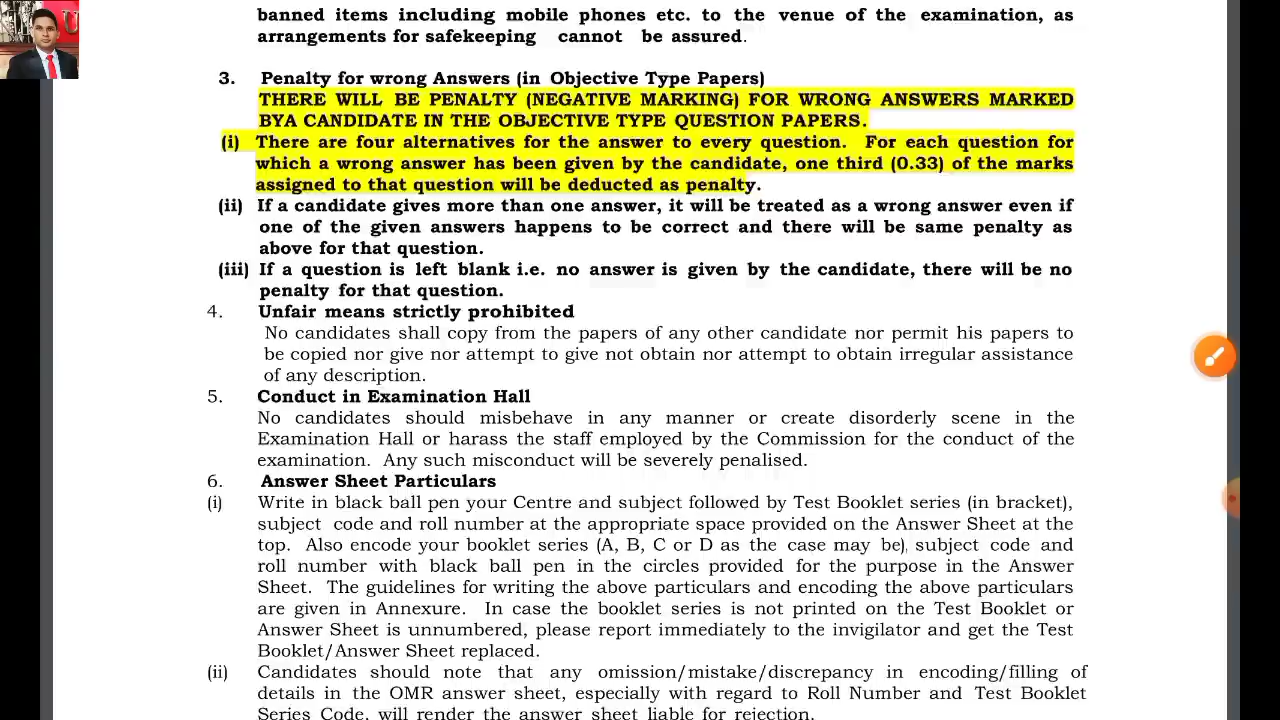 banned items including mobile phones etc. to the venue of the examination, as
arrangements for safekeeping cannot be assured.
3. Penalty for wrong Answers (in Objective Type Papers)
THERE WILL BE PENALTY (NEGATIVE MARKING) FOR WRONG ANSWERS MARKED
BYA CANDIDATE IN THE OBJECTIVE TYPE QUESTION PAPERS.
(i) There are four alternatives for the answer to every question. For each question for
which a wrong answer has been given by the candidate, one third (0.33) of the marks
assigned to that question will be deducted as penalty.
(ii) If a candidate gives more than one answer, it will be treated as a wrong answer even if
one of the given answers happens to be correct and there will be same penalty as
above for that question.
(iii) If a question is left blank i.e. no answer is given by the candidate, there will be no
penalty for that question.
4. Unfair means strictly prohibited
No candidates shall copy from the papers of any other candidate nor permit his papers to
be copied nor give nor attempt to give not obtain nor attempt to obtain irregular assistance
of any description.
5. Conduct in Examination Hall
No candidates should misbehave in any manner or create disorderly scene in the
Examination Hall or harass the staff employed by the Commission for the conduct of the
examination. Any such misconduct will be severely penalised.
6. Answer Sheet Particulars
(i) Write in black ball pen your Centre and subject followed by Test Booklet series (in bracket),
subject code and roll number at the appropriate space provided on the Answer Sheet at the
top. Also encode your booklet series (A, B, C or D as the case may be), subject code and
roll number with black ball pen in the circles provided for the purpose in the Answer
Sheet. The guidelines for writing the above particulars and encoding the above particulars
are given in Annexure. In case the booklet series is not printed on the Test Booklet or
Answer Sheet is unnumbered, please report immediately to the invigilator and get the Test
Booklet/Answer Sheet replaced.
(ii) Candidates should note that any omission/mistake/discrepancy in encoding/filling of
details in the OMR answer sheet, especially with regard to Roll Number and Test Booklet
Series Code, will render the answer sheet liable for rejection.